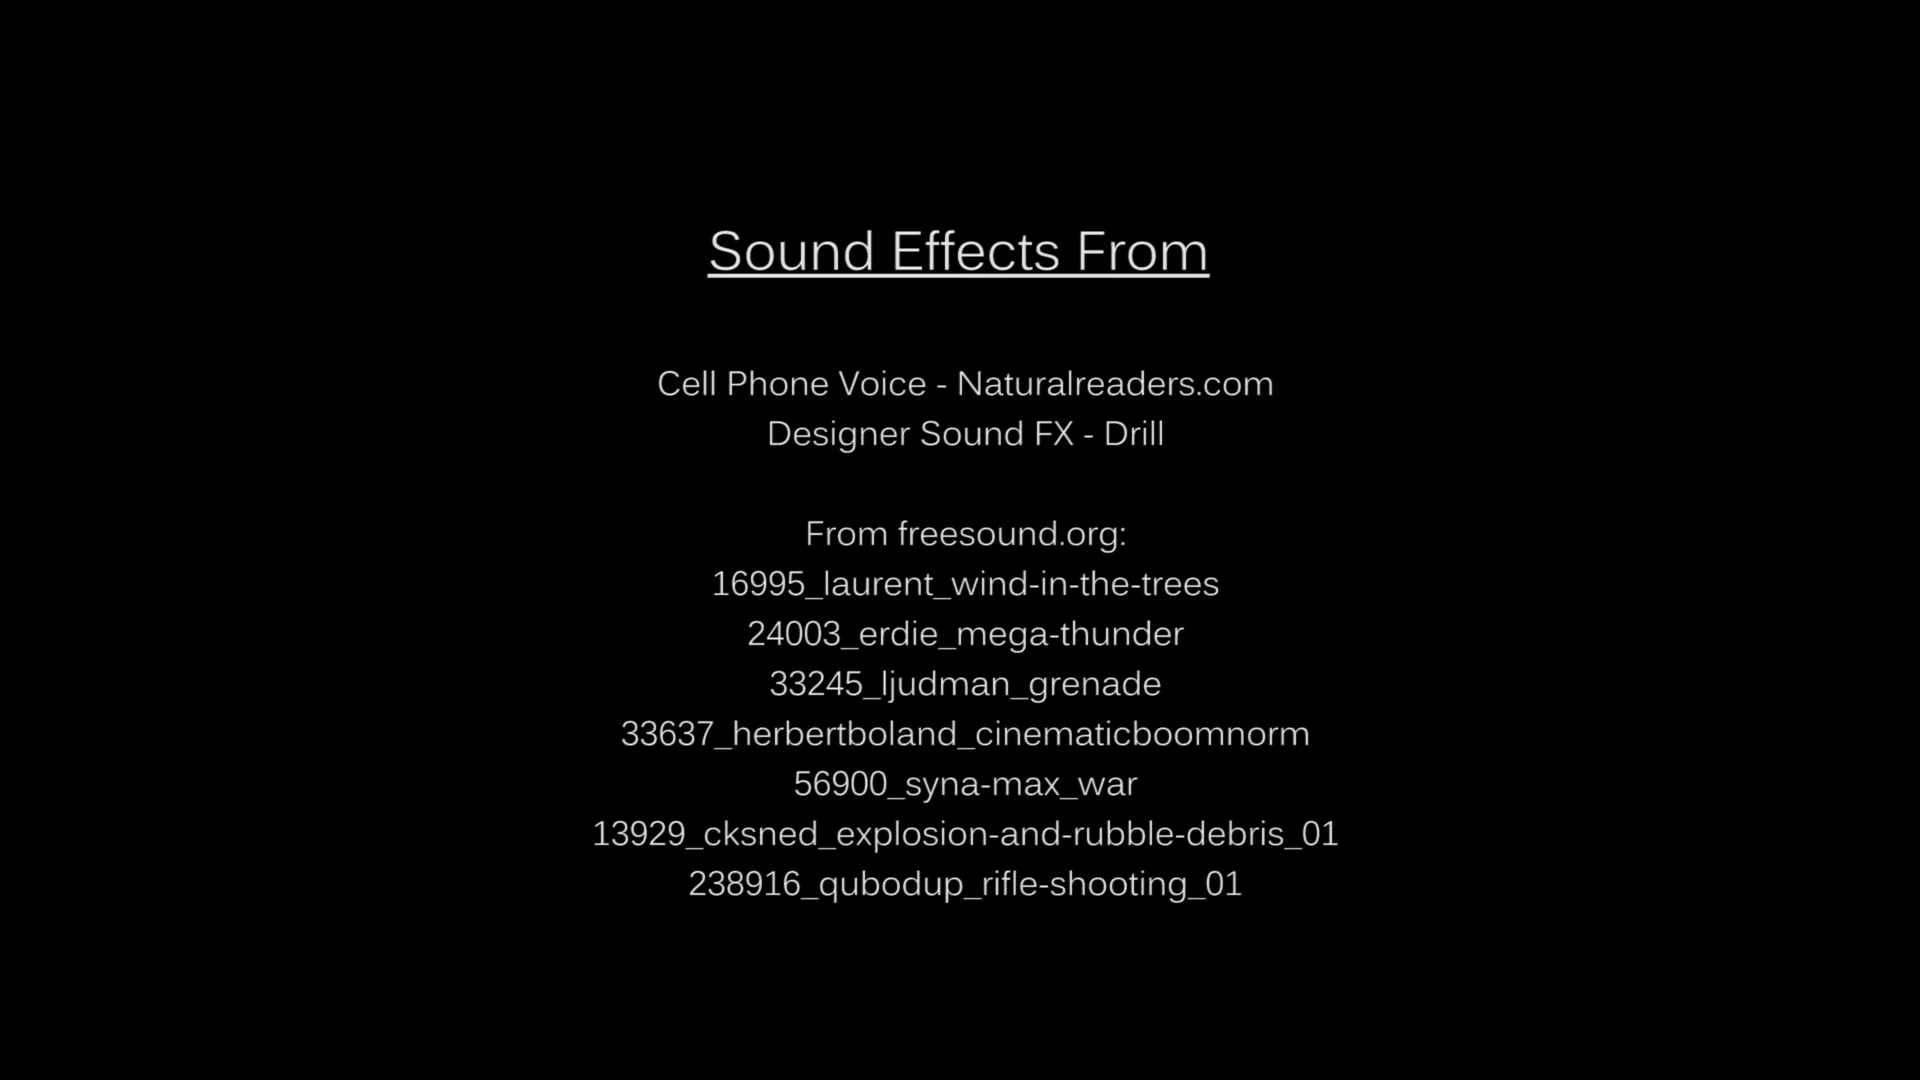 Sound Effects From
Cell Phone Voice - Naturalreaders.com
Designer Sound FX - Drill
From freesound.org:
16995_laurent_wind-in-the-trees
24003_erdie_mega-thunder
33245_ljudman_grenade
33637_herbertboland_cinematicboomnorm
56900_syna-max_war
13929_cksned_explosion-and-rubble-debris_01
238916_qubodup_rifle-shooting_01